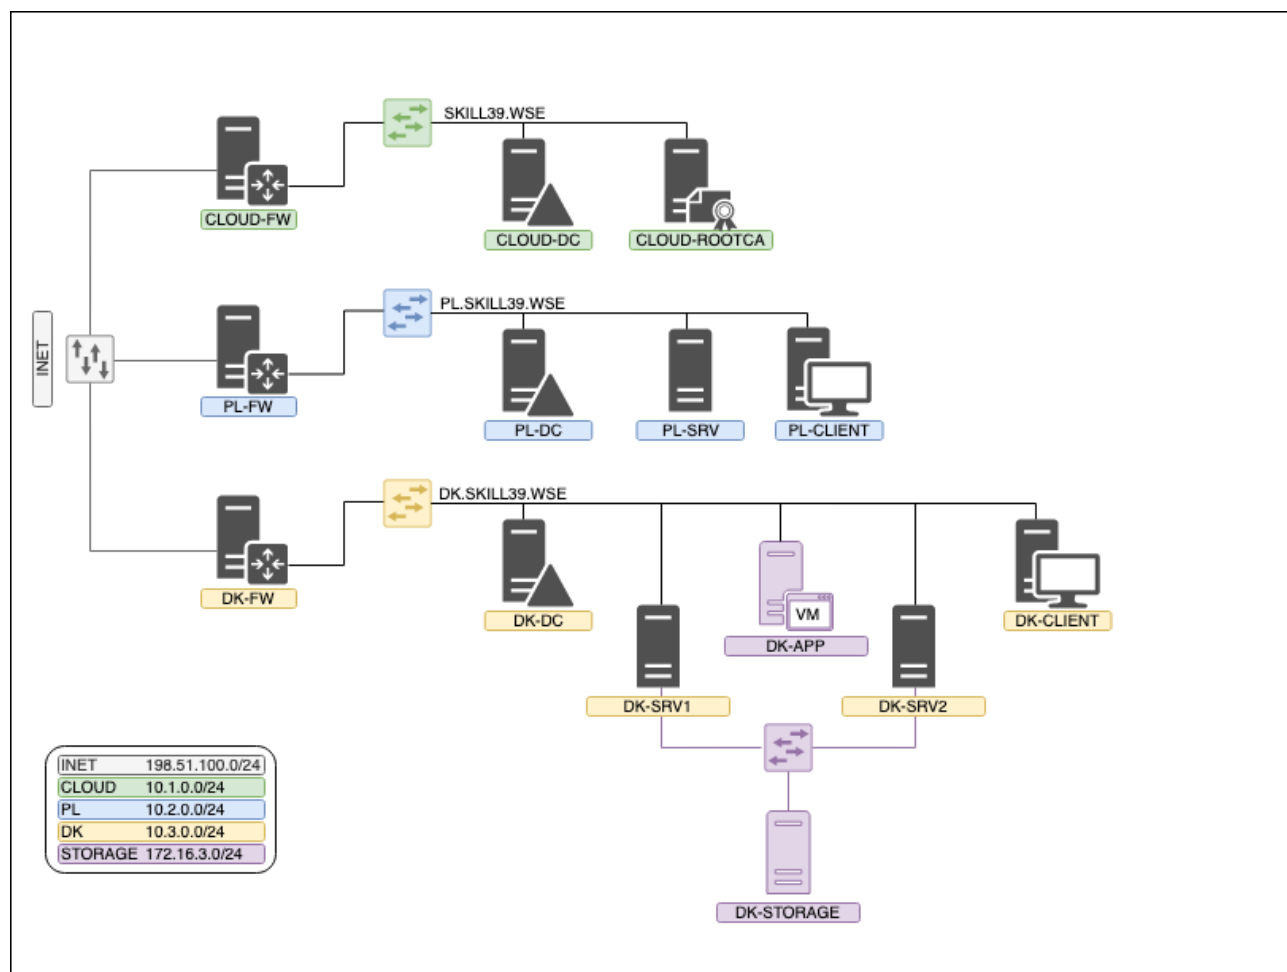 SKILL39.WSE
CLOUD-FW
CLOUD-DC
CLOUD-ROOTCA
INET
PL.SKILL39.WSE
PL-FW
PL-DC
PL-SRV
PL-CLIENT
DK.SKILL39.WSE
DK-FW
DK-DC
VM
DK-APP
DK-CLIENT
DK-SRV1
DK-SRV2
INET 198.51.100.0/24
CLOUD 10.1.0.0/24
PL 10.2.0.0/24
DK 10.3.0.0/24
STORAGE 172.16.3.0/24
DK-STORAGE